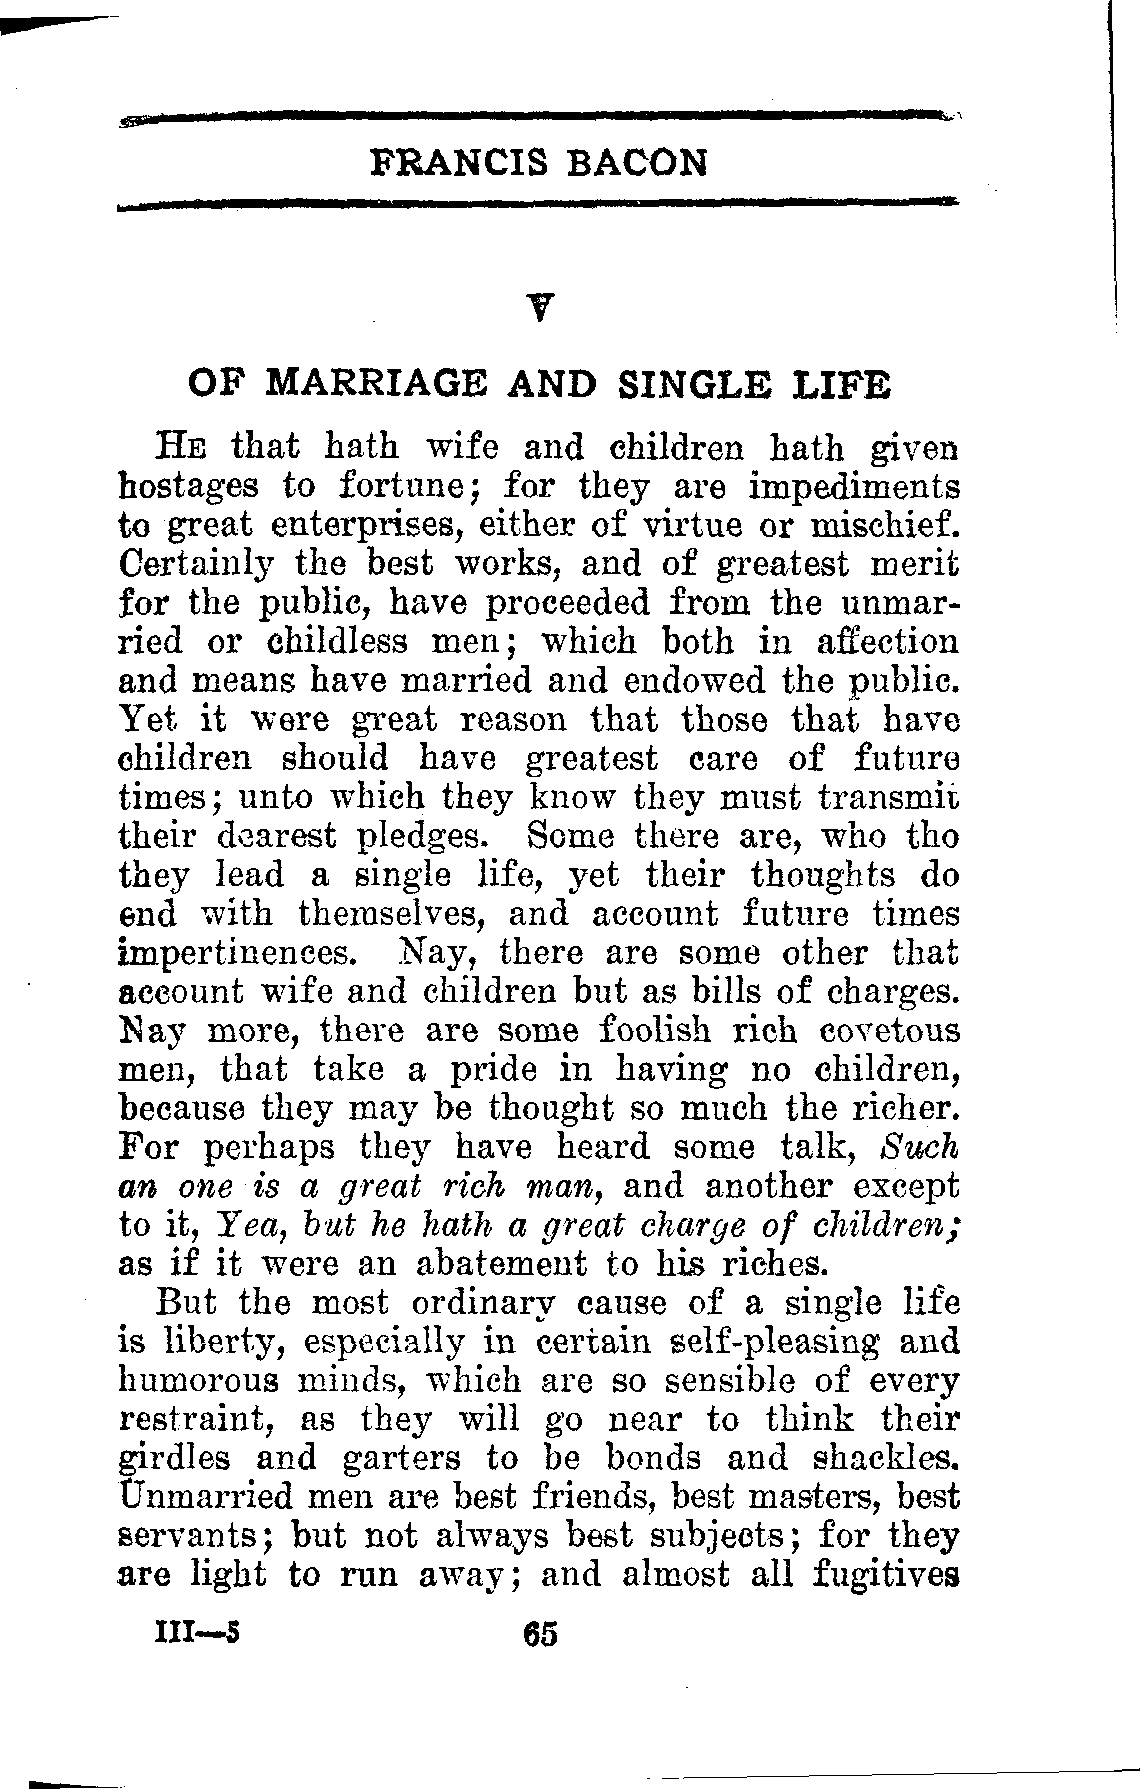 FRANCIS BACON
V
OF MARRIAGE AND SINGLE LIFE
HE that hath wife and children hath given
hostages to fortune; for they are impediments
to great enterprises, either of virtue or mischief.
Certainly the best works, and of greatest merit
for the public, have proceeded from the unmar-
ried or childless men; which both in affection
and means have married and endowed the public.
Yet it were great reason that those that have
children should have greatest care of future
times; unto which they know they must transmit
their dearest pledges. Some there are, who tho
they lead a single life, yet their thoughts do
end with themselves, and account future times
impertinences. Nay, there are some other that
account wife and children but as bills of charges.
Nay more, there are some foolish rich covetous
men, that take a pride in having no children,
because they may be thought so much the richer.
For perhaps they have heard some talk, Such
an one is a great rich man, and another except
to it, Yea, but he hath a great charge of children;
as if it were an abatement to his riches.
But the most ordinary cause of a single life
is liberty, especially in certain self-pleasing and
humorous minds, which are so sensible of every
restraint, as they will go near to think their
girdles and garters to be bonds and shackles.
Unmarried men are best friends, best masters, best
servants; but not always best subjects; for they
are light to run away; and almost all fugitives
III—5 65